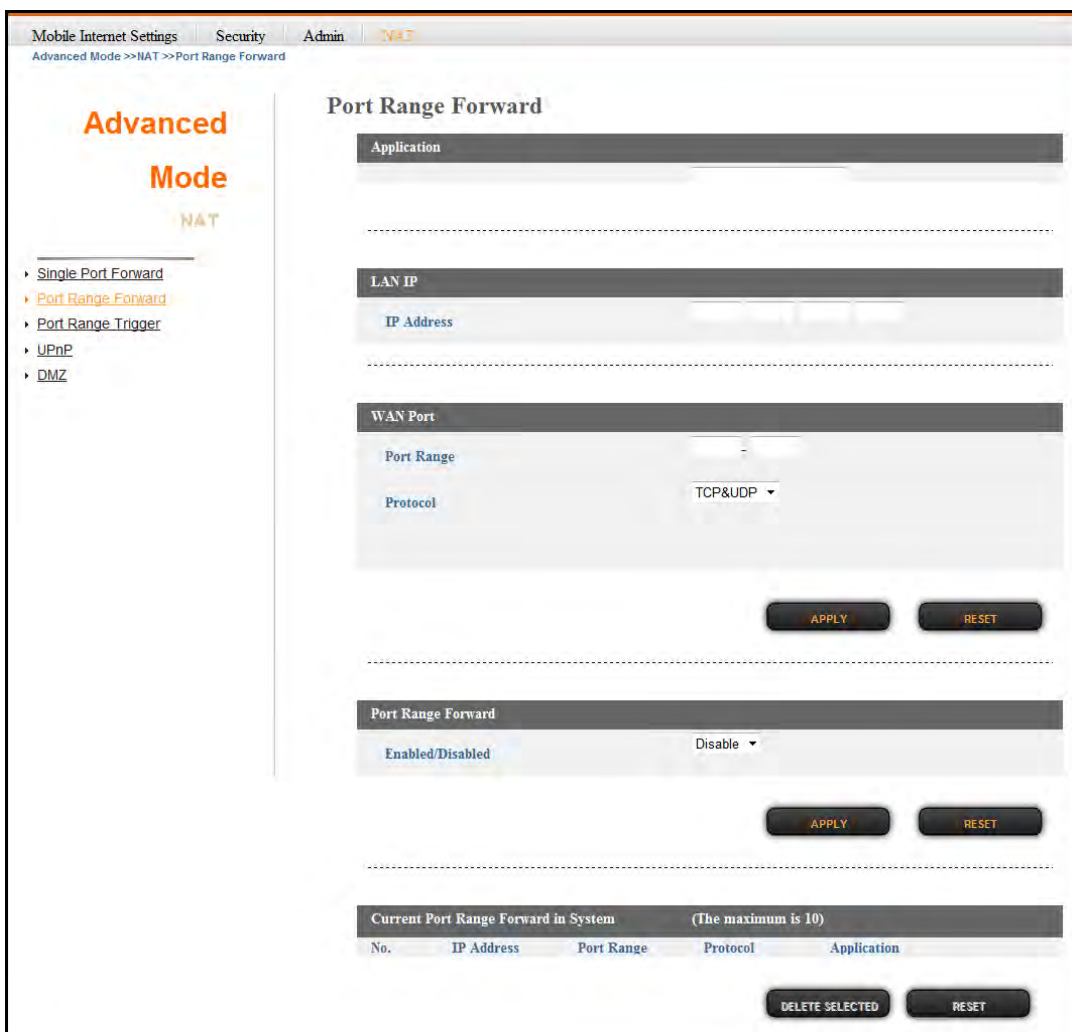 Mobile Internet Settings Security Admin NAT
Advanced Mode >>NAT >>Port Range Forward
Advanced
Mode
NAT
Single Port Forward
Port Range Forward
Port Range Trigger
UPnP
DMZ
Port Range Forward
Application
LAN IP
IP Address
WAN Port
Port Range -
Protocol TCP&UDP
APPLY RESET
Port Range Forward
Enabled/Disabled Disable
APPLY RESET
Current Port Range Forward in System (The maximum is 10)
No. IP Address Port Range Protocol Application
DELETE SELECTED RESET